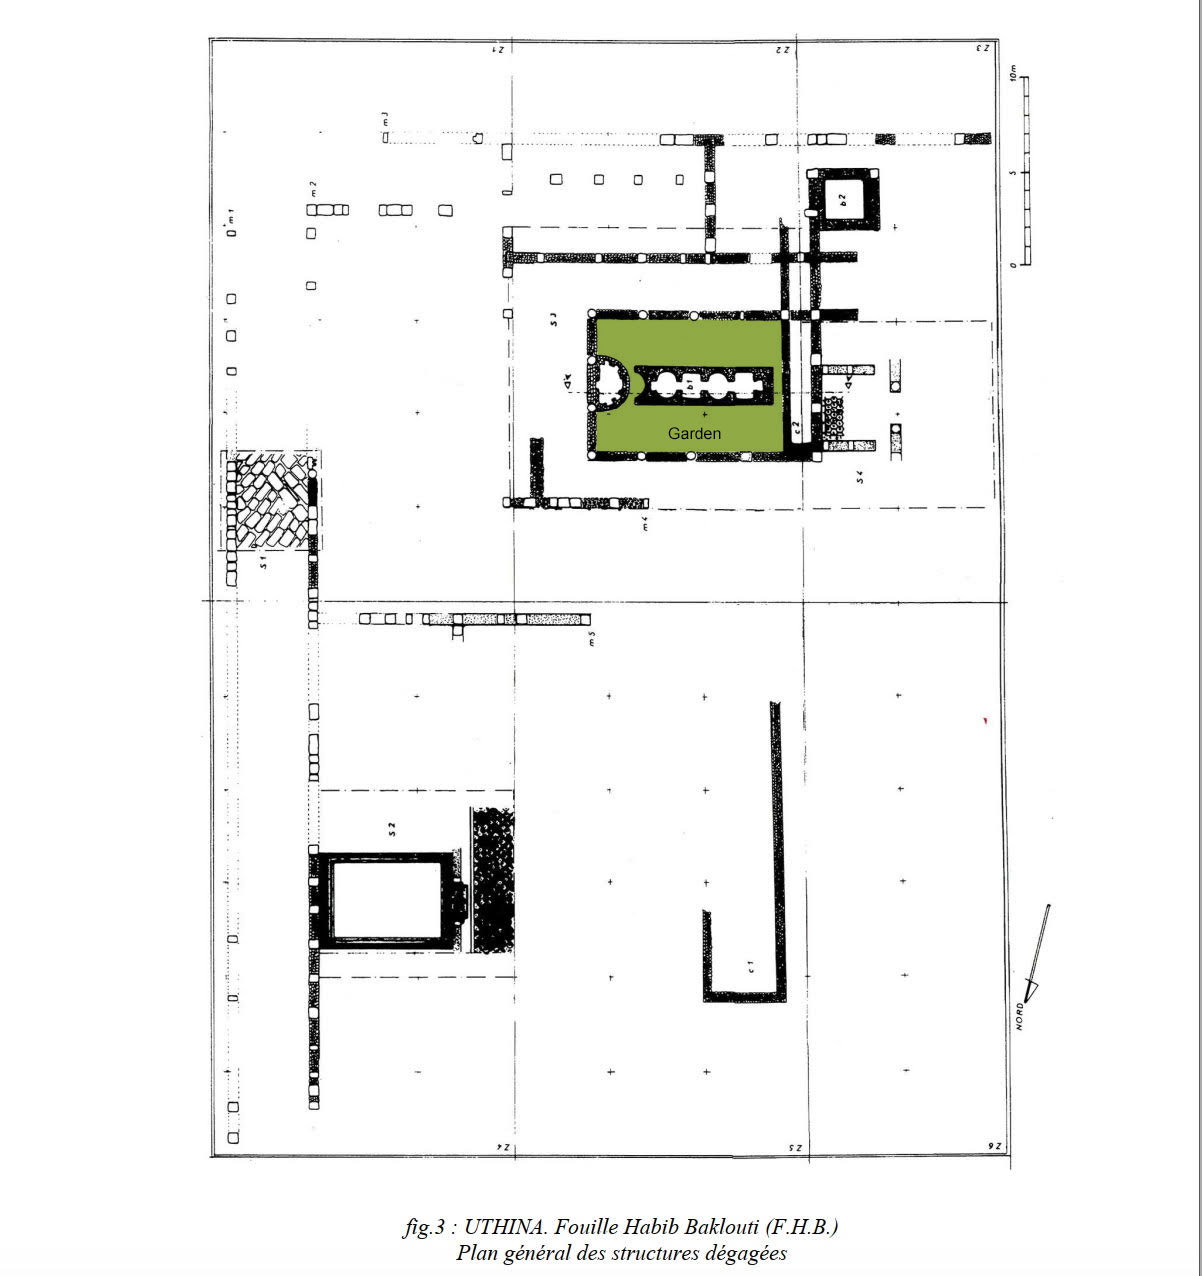 Z1
Z2
Z3
10m
m3
5
m2
b2
m1
0
S3
b1
c2
Garden
S4
m4
S1
m5
S2
c1
NORD
Z4
Z5
Z6
fig.3 : UTHINA. Fouille Habib Baklouti (F.H.B.)
Plan général des structures dégagées